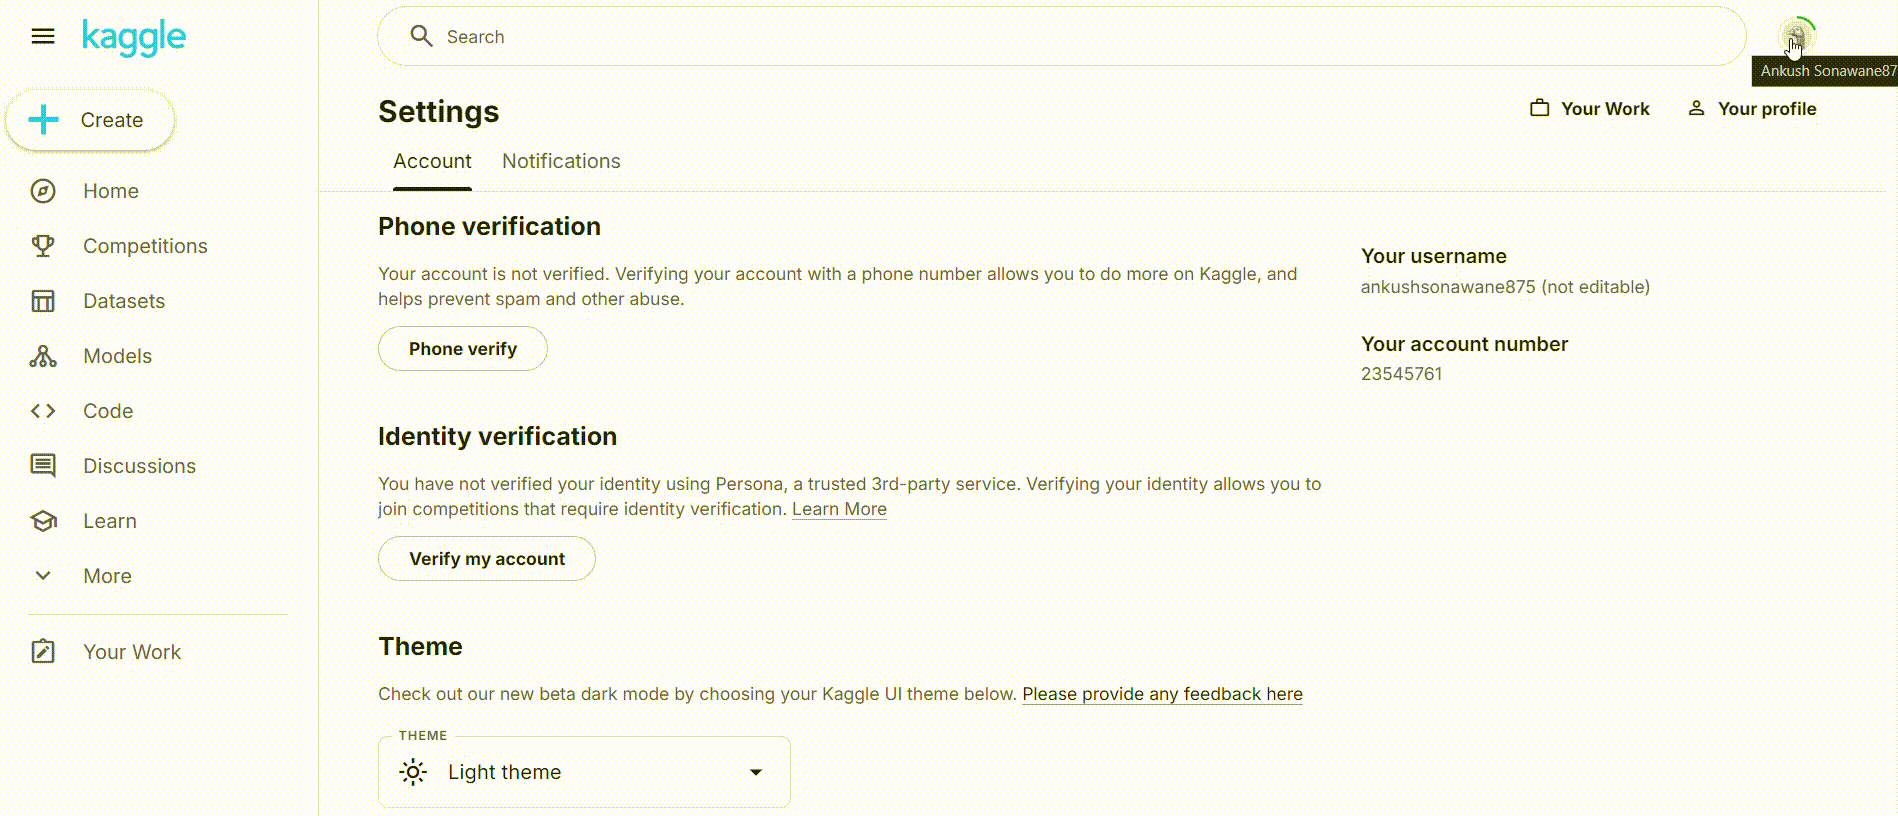 kaggle
Search
Ankush Sonawane87
Create
Settings
Your Work
Your profile
Account
Notifications
Home
Competitions
Datasets
Models
Code
Discussions
Learn
More
Your Work
Phone verification
Your account is not verified. Verifying your account with a phone number allows you to do more on Kaggle, and
helps prevent spam and other abuse.
Phone verify
Your username
ankushsonawane875 (not editable)
Your account number
23545761
Identity verification
You have not verified your identity using Persona, a trusted 3rd-party service. Verifying your identity allows you to
join competitions that require identity verification. Learn More
Verify my account
Theme
Check out our new beta dark mode by choosing your Kaggle UI theme below. Please provide any feedback here
THEME
Light theme